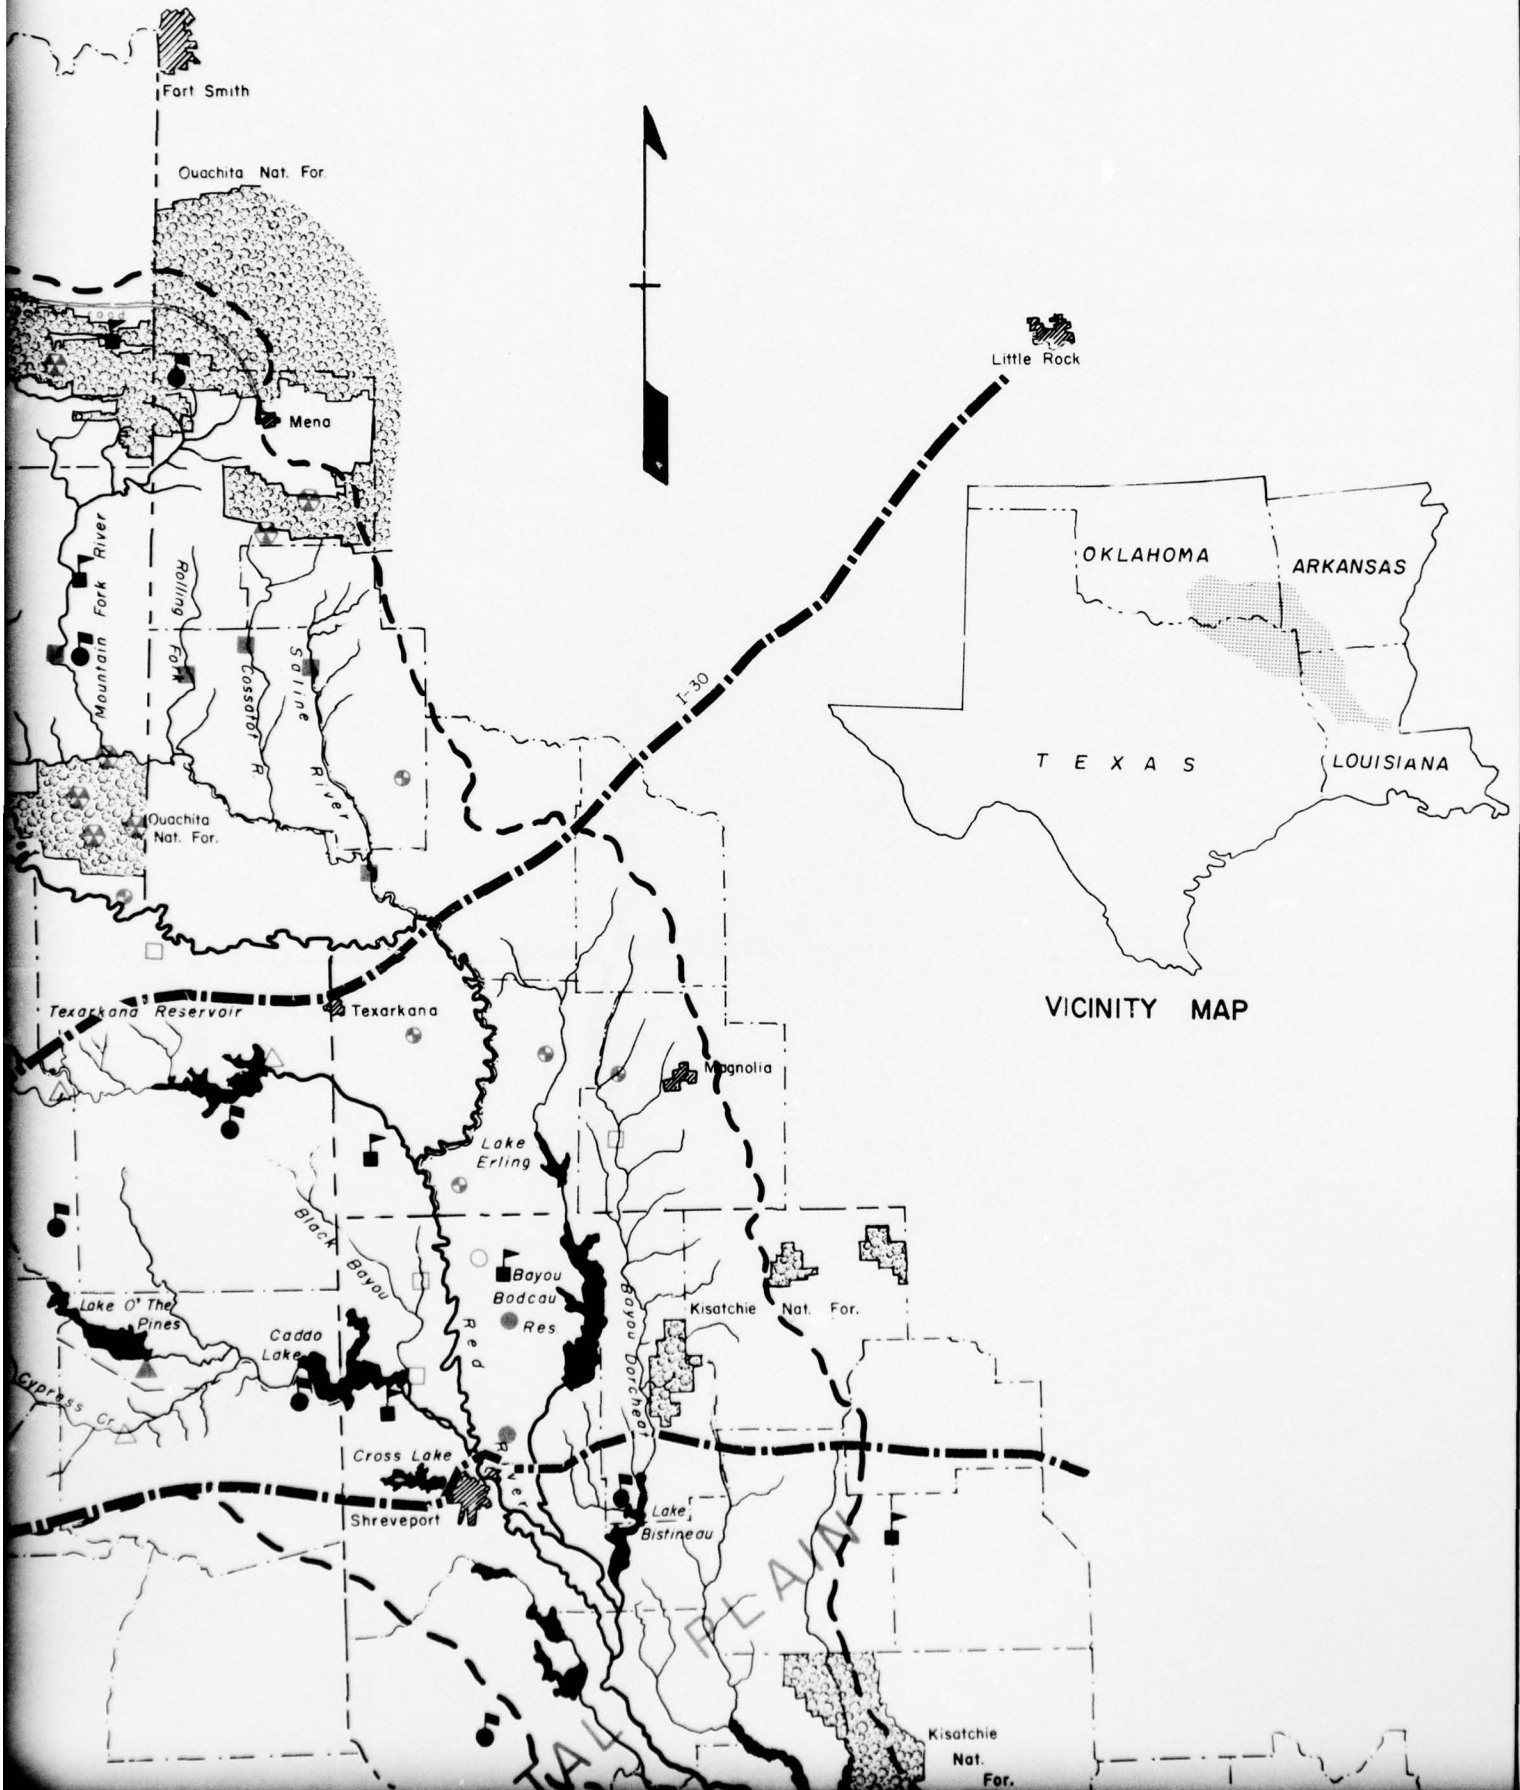 Fort Smith
Ouachita Nat. For.
road
Little Rock
Mena
Mountain Fork River
Rolling Fork
Cossatot R.
Saline River
I-30
OKLAHOMA
ARKANSAS
TEXAS
LOUISIANA
VICINITY MAP
Ouachita
Nat. For.
Texarkana Reservoir
Texarkana
Magnolia
Lake
Erling
Black Bayou
Bayou
Bodcau
Res.
Red River
Bayou Dorcheat
Kisatchie Nat. For.
Lake O' The
Pines
Caddo
Lake
Cypress Cr.
Cross Lake
Shreveport
Lake
Bistineau
PLAIN
TAL
Kisatchie
Nat.
For.